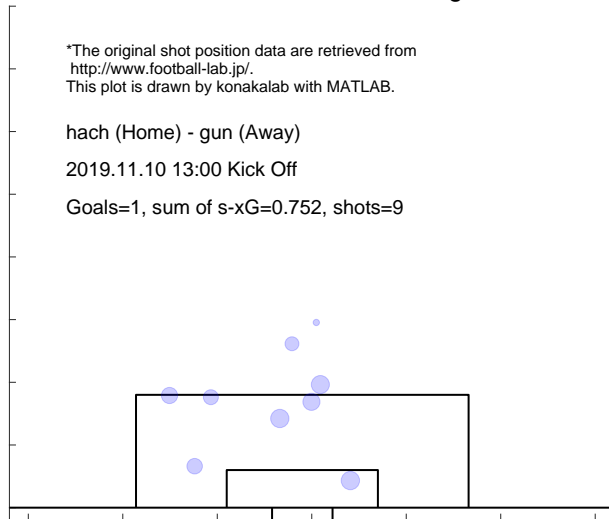 *The original shot position data are retrieved from
http://www.football-lab.jp/.
This plot is drawn by konakalab with MATLAB.
hach (Home) - gun (Away)
2019.11.10 13:00 Kick Off
Goals=1, sum of s-xG=0.752, shots=9